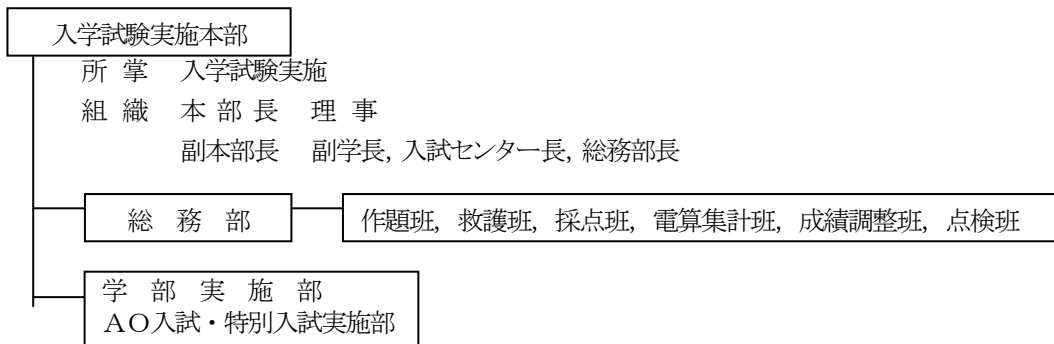 入学試験実施本部
所 掌 入学試験実施
組 織 本 部 長 理 事
副本部長 副学長, 入試センター長, 総務部長
総 務 部 作題班, 救護班, 採点班, 電算集計班, 成績調整班, 点検班
学 部 実 施 部
AO入試・特別入試実施部